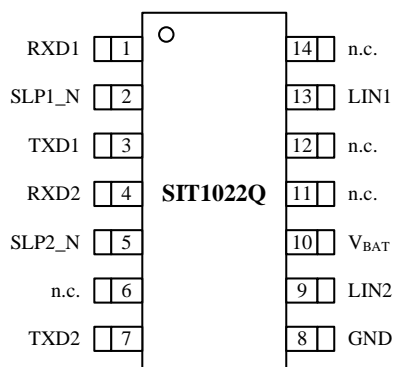 RXD1 1 14 n.c.
SLP1_N 2 13 LIN1
TXD1 3 12 n.c.
RXD2 4 SIT1022Q 11 n.c.
SLP2_N 5 10 VBAT
n.c. 6 9 LIN2
TXD2 7 8 GND